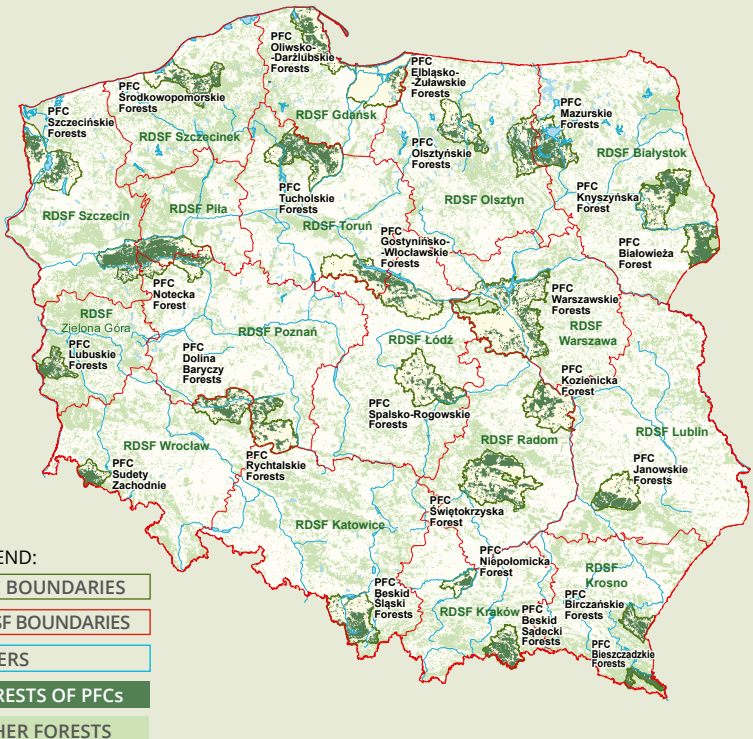 PFC
Oliwsko-
-Darżlubskie
Forests
PFC
Elbląsko-
-Żuławskie
Forests
PFC
Środkowopomorskie
Forests
PFC
Szczecińskie
Forests
PFC
Mazurskie
Forests
RDSF Gdańsk
RDSF Szczecinek
PFC
Olsztyńskie
Forests
RDSF Białystok
PFC
Tucholskie
Forests
PFC
Knyszyńska
Forest
RDSF Olsztyn
RDSF Piła
RDSF Szczecin
RDSF Toruń
PFC
Gostynińsko-
-Włocławskie
Forests
PFC
Białowieża
Forest
PFC
Notecka
Forest
PFC
Warszawskie
Forests
RDSF
Zielona Góra
RDSF Poznań
RDSF
Warszawa
RDSF Łódź
PFC
Lubuskie
Forests
PFC
Dolina
Baryczy
Forests
PFC
Kozienicka
Forest
PFC
Spalsko-Rogowskie
Forests
RDSF Lublin
RDSF Radom
RDSF Wrocław
PFC
Rychtalskie
Forests
PFC
Sudety
Zachodnie
PFC
Janowskie
Forests
PFC
Świętokrzyska
Forest
RDSF Katowice
PFC
Niepołomicka
Forest
RDSF
Krosno
PFC
Beskid
Śląski
Forests
RDSF Kraków
PFC
Beskid
Sądecki
Forests
PFC
Birczańskie
Forests
PFC
Bieszczadzkie
Forests
END:
BOUNDARIES
SF BOUNDARIES
ERS
RESTS OF PFCs
HER FORESTS